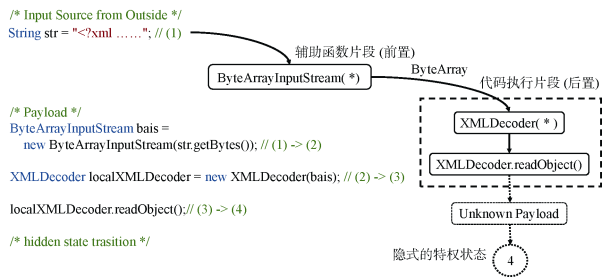 /* Input Source from Outside */
String str = "<?xml ……"; // (1)
辅助函数片段 (前置)
ByteArrayInputStream( * )
ByteArray
代码执行片段 (后置)
XMLDecoder( * )
XMLDecoder.readObject()
Unknown Payload
隐式的特权状态
4
/* Payload */
ByteArrayInputStream bais =
new ByteArrayInputStream(str.getBytes()); // (1) -> (2)
XMLDecoder localXMLDecoder = new XMLDecoder(bais); // (2) -> (3)
localXMLDecoder.readObject();// (3) -> (4)
/* hidden state trasition */